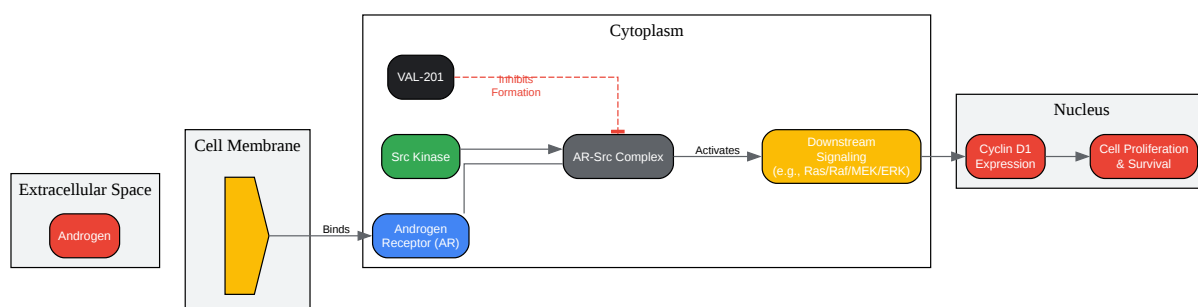 Extracellular Space
Androgen
Cell Membrane
Binds
Cytoplasm
VAL-201
Inhibits
Formation
Src Kinase
Androgen
Receptor (AR)
AR-Src Complex
Activates
Downstream
Signaling
(e.g., Ras/Raf/MEK/ERK)
Nucleus
Cyclin D1
Expression
Cell Proliferation
& Survival